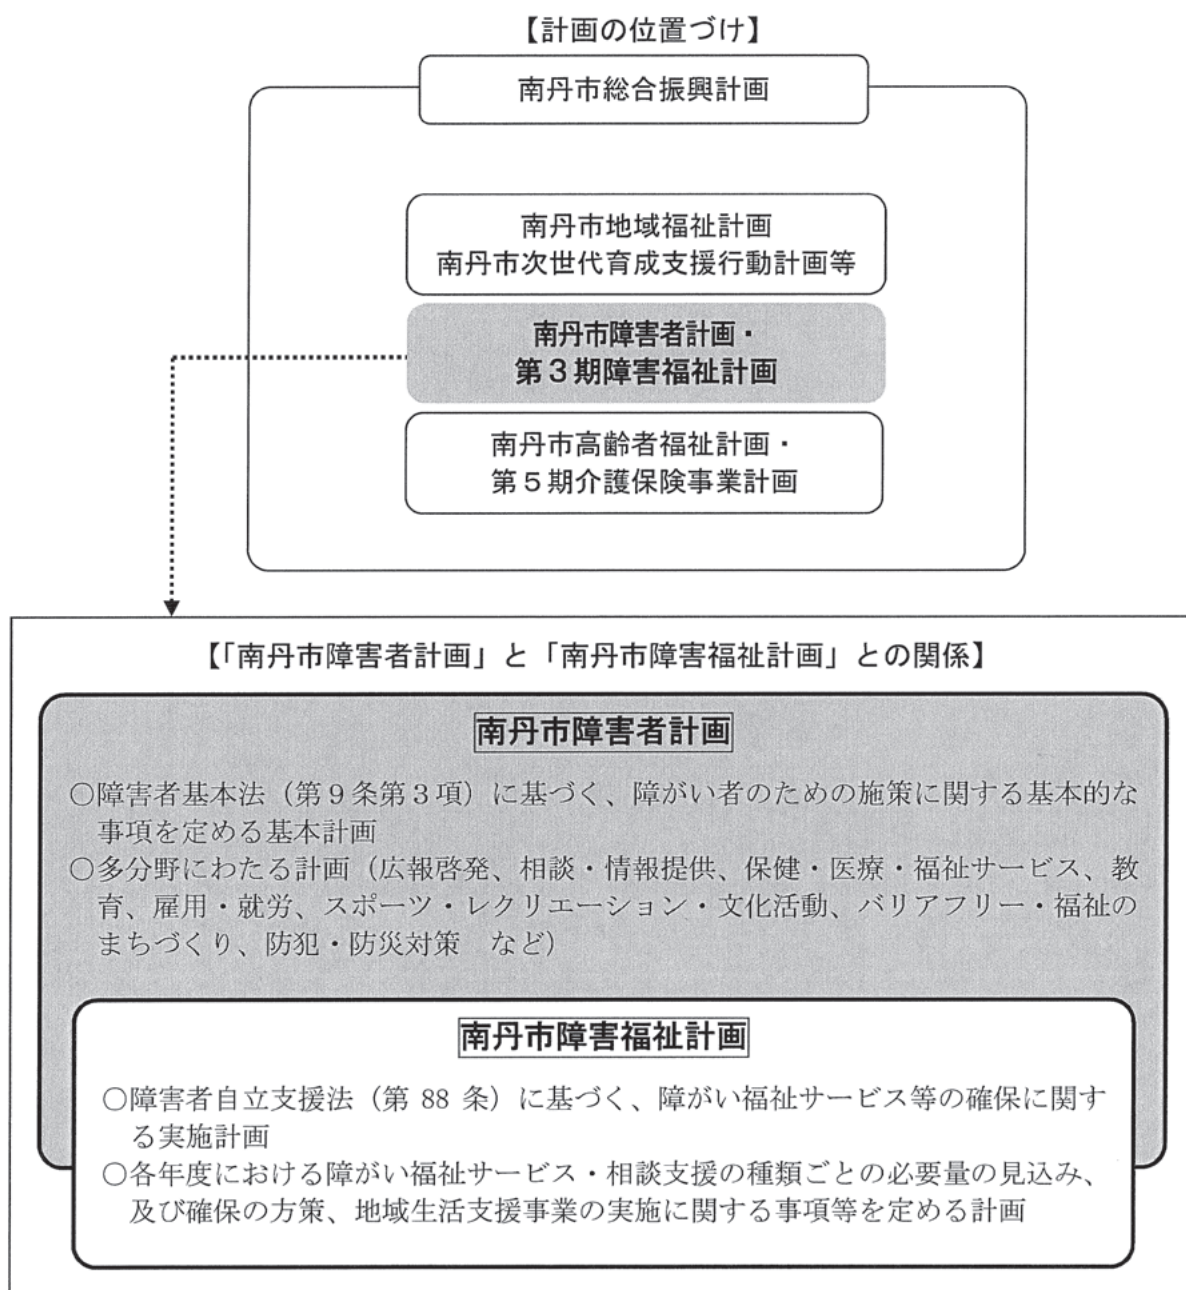 【計画の位置づけ】
南丹市総合振興計画
南丹市地域福祉計画
南丹市次世代育成支援行動計画等
南丹市障害者計画・
第３期障害福祉計画
南丹市高齢者福祉計画・
第５期介護保険事業計画
【「南丹市障害者計画」と「南丹市障害福祉計画」との関係】
南丹市障害者計画
○障害者基本法（第９条第３項）に基づく、障がい者のための施策に関する基本的な
事項を定める基本計画
○多分野にわたる計画（広報啓発、相談・情報提供、保健・医療・福祉サービス、教
育、雇用・就労、スポーツ・レクリエーション・文化活動、バリアフリー・福祉の
まちづくり、防犯・防災対策　など）
南丹市障害福祉計画
○障害者自立支援法（第 88 条）に基づく、障がい福祉サービス等の確保に関す
る実施計画
○各年度における障がい福祉サービス・相談支援の種類ごとの必要量の見込み、
及び確保の方策、地域生活支援事業の実施に関する事項等を定める計画